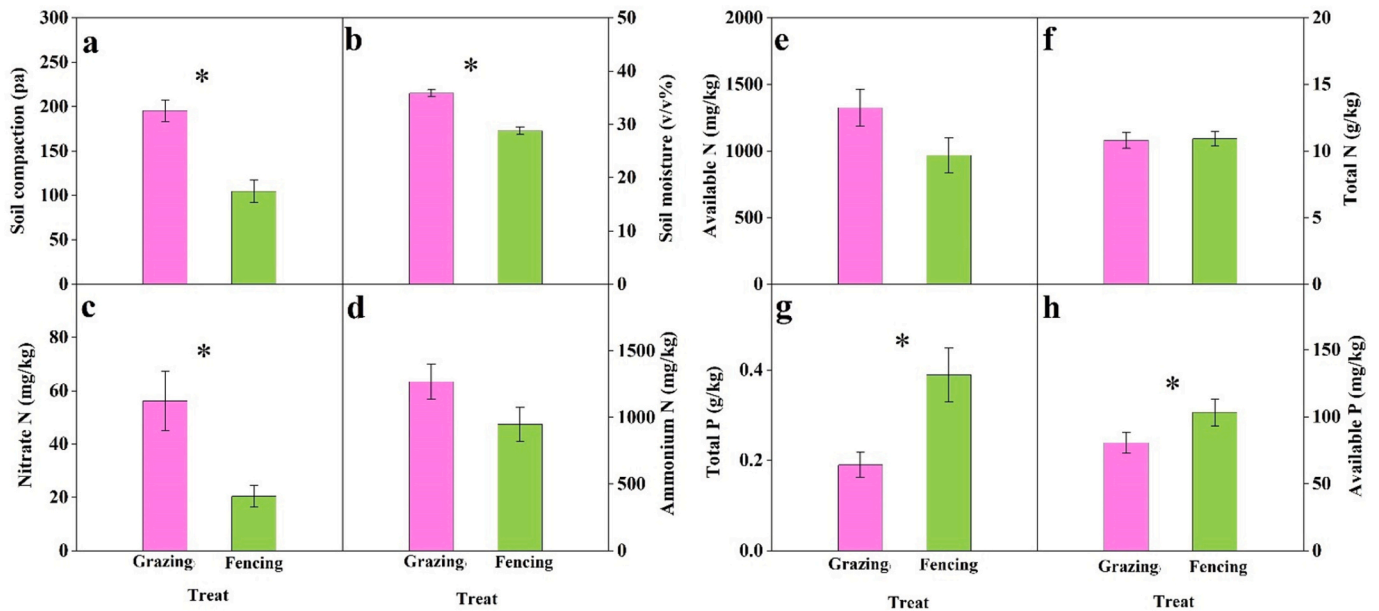 a
*
Soil compaction (pa)
300
250
200
150
100
50
0
b
*
Soil moisture (v/v%)
50
40
30
20
10
0
c
*
Nitrate N (mg/kg)
80
60
40
20
0
Grazing
Fencing
Treat
d
Ammonium N (mg/kg)
1500
1000
500
0
Grazing
Fencing
Treat
e
Available N (mg/kg)
2000
1500
1000
500
0
f
Total N (g/kg)
20
15
10
5
0
g
*
Total P (g/kg)
0.4
0.2
0.0
Grazing
Fencing
Treat
h
*
Available P (mg/kg)
150
100
50
0
Grazing
Fencing
Treat